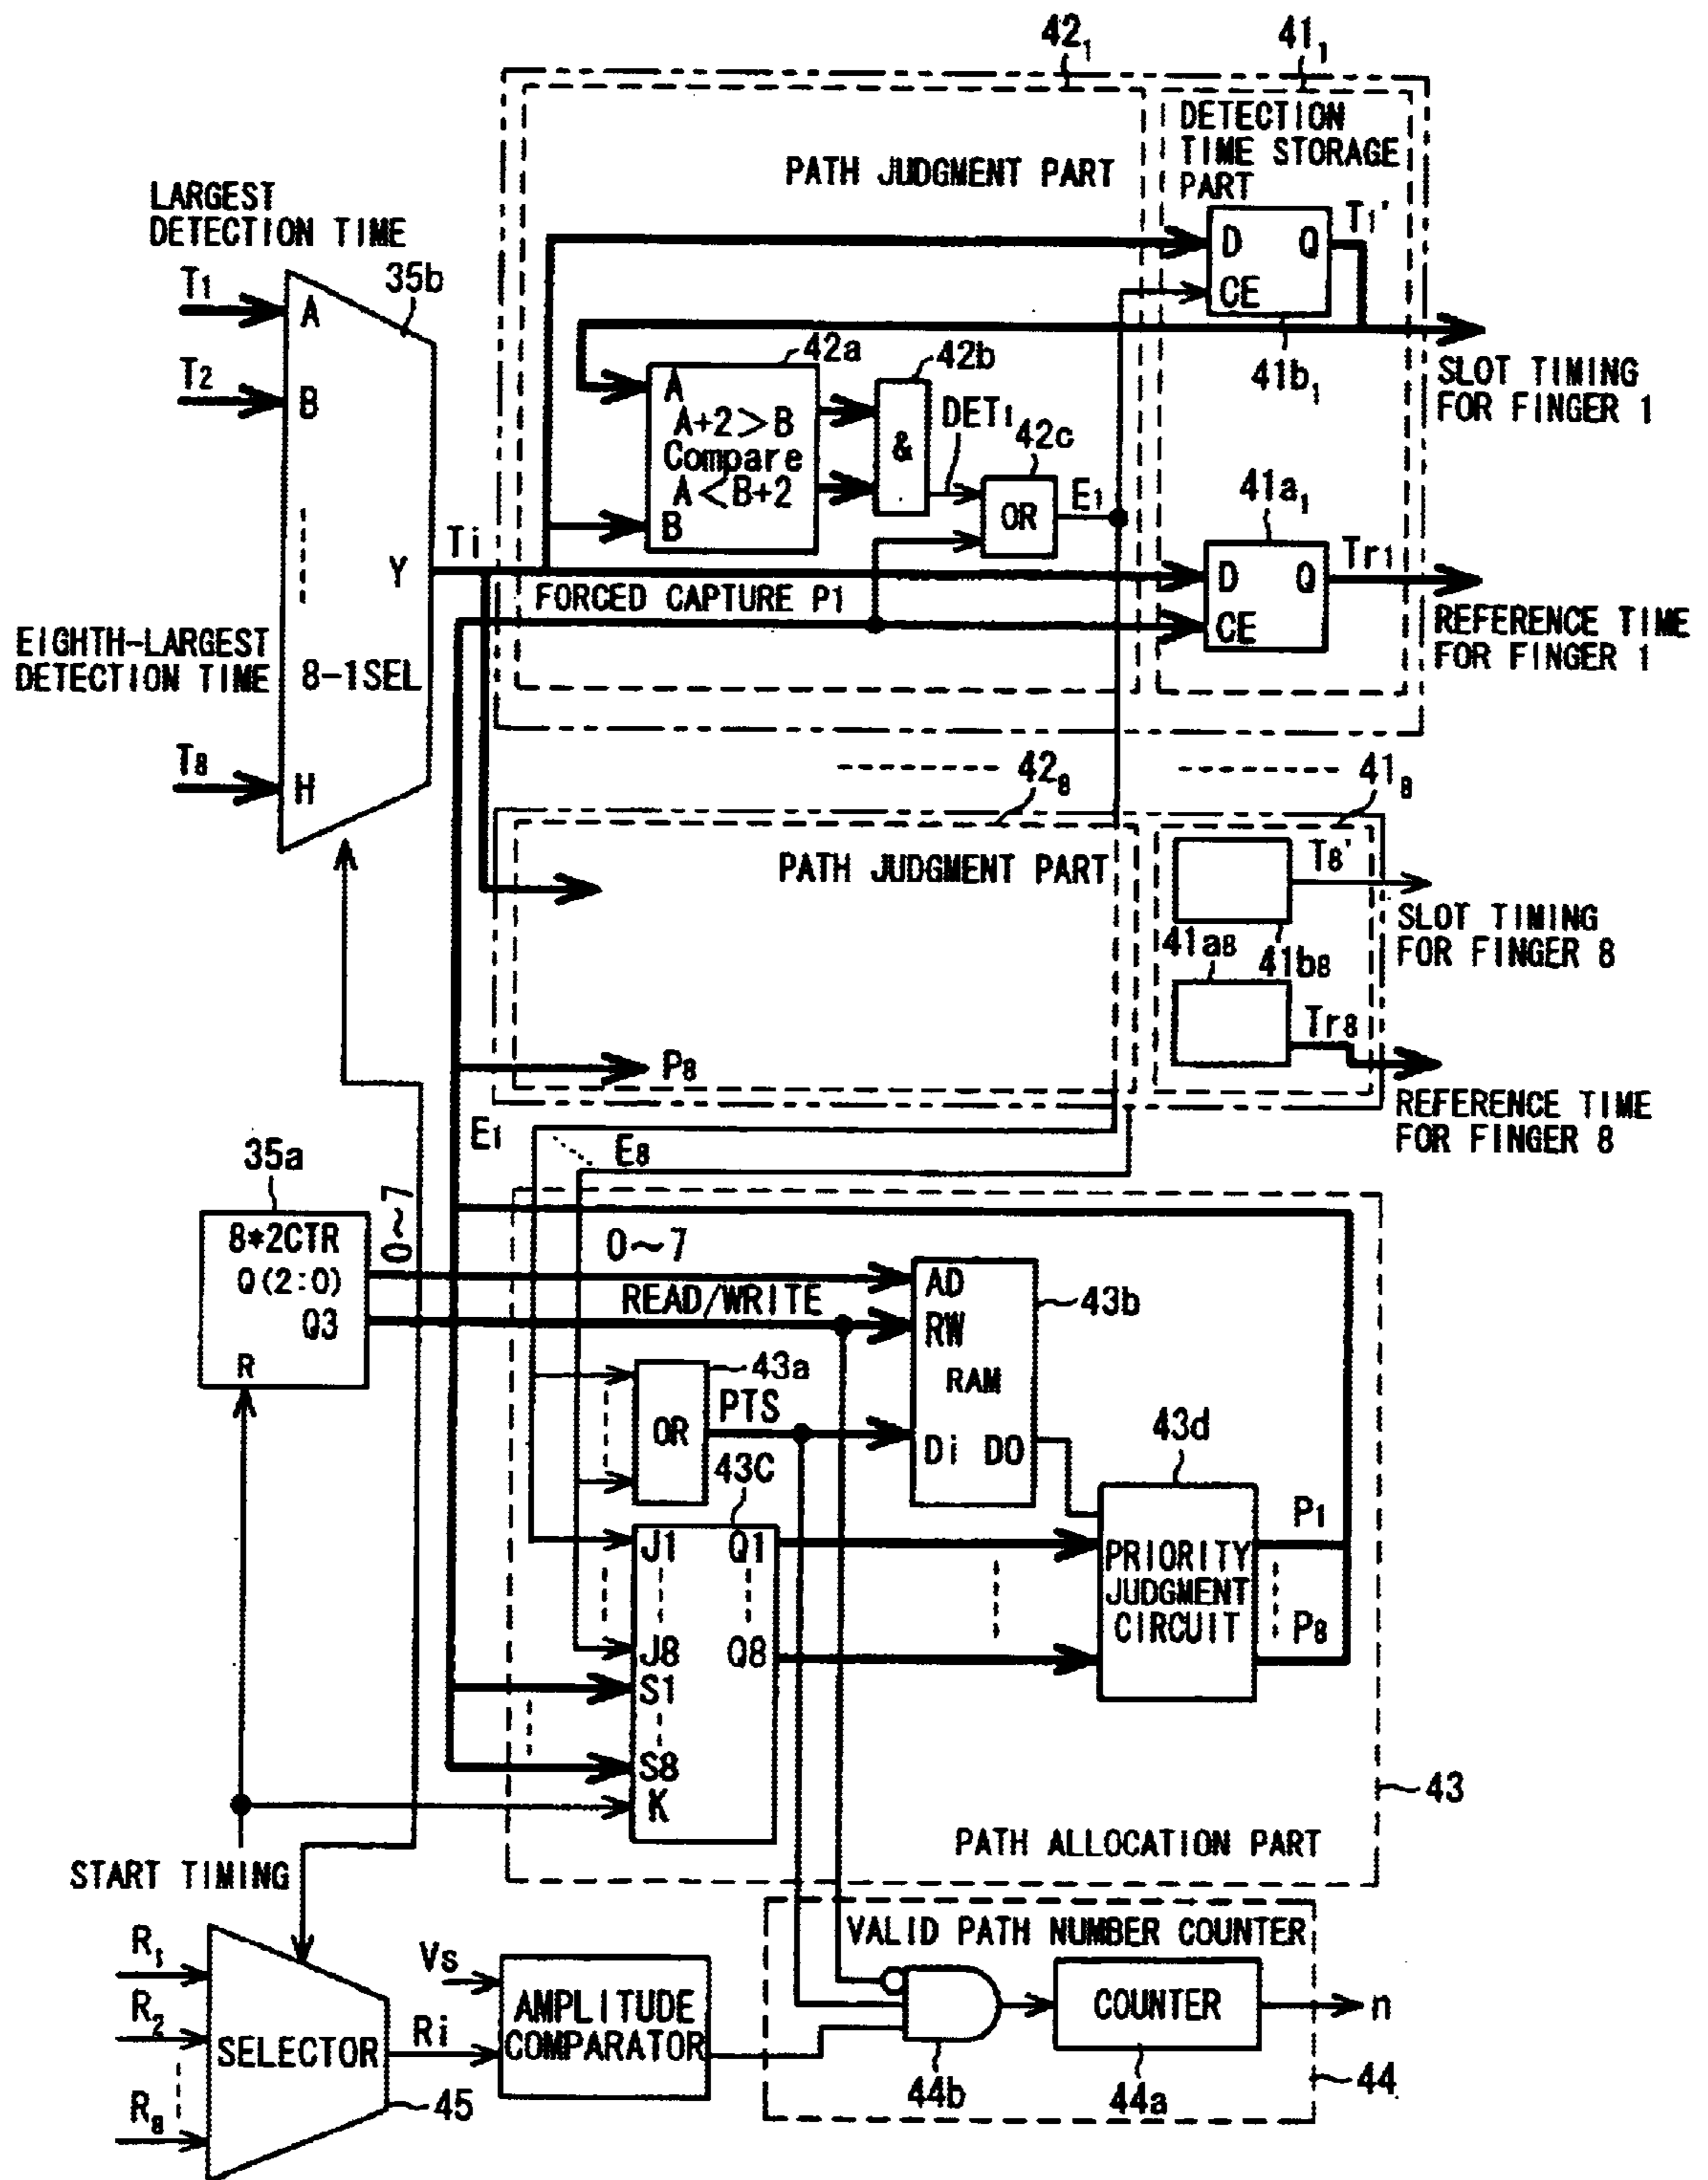 42₁
41₁
DETECTION
TIME STORAGE
PART
PATH JUDGMENT PART
LARGEST
DETECTION TIME
35b
T1
A
T2
B
D Q
CE
T1'
41b₁
SLOT TIMING
FOR FINGER 1
42a
42b
A
A+2>B
Compare
A<B+2
B
&
DET1
42c
OR
E1
41a₁
Ti
Y
D Q
CE
Tr1
FORCED CAPTURE P1
REFERENCE TIME
FOR FINGER 1
EIGHTH-LARGEST
DETECTION TIME
8-1SEL
T8
H
42₈
41₈
PATH JUDGMENT PART
T8'
SLOT TIMING
FOR FINGER 8
41a8
41b8
Tr8
P8
REFERENCE TIME
FOR FINGER 8
E1
E8
35a
0~7
8*2CTR
Q(2:0)
Q3
R
0~7
READ/WRITE
AD
RW
RAM
Di DO
43b
43a
OR
PTS
43C
43d
J1 Q1
J8 Q8
S1
S8
K
PRIORITY
JUDGMENT
CIRCUIT
P1
P8
43
PATH ALLOCATION PART
START TIMING
VALID PATH NUMBER COUNTER
R₁
R₂
R₈
SELECTOR
45
Ri
Vs
AMPLITUDE
COMPARATOR
44b
COUNTER
44a
n
44